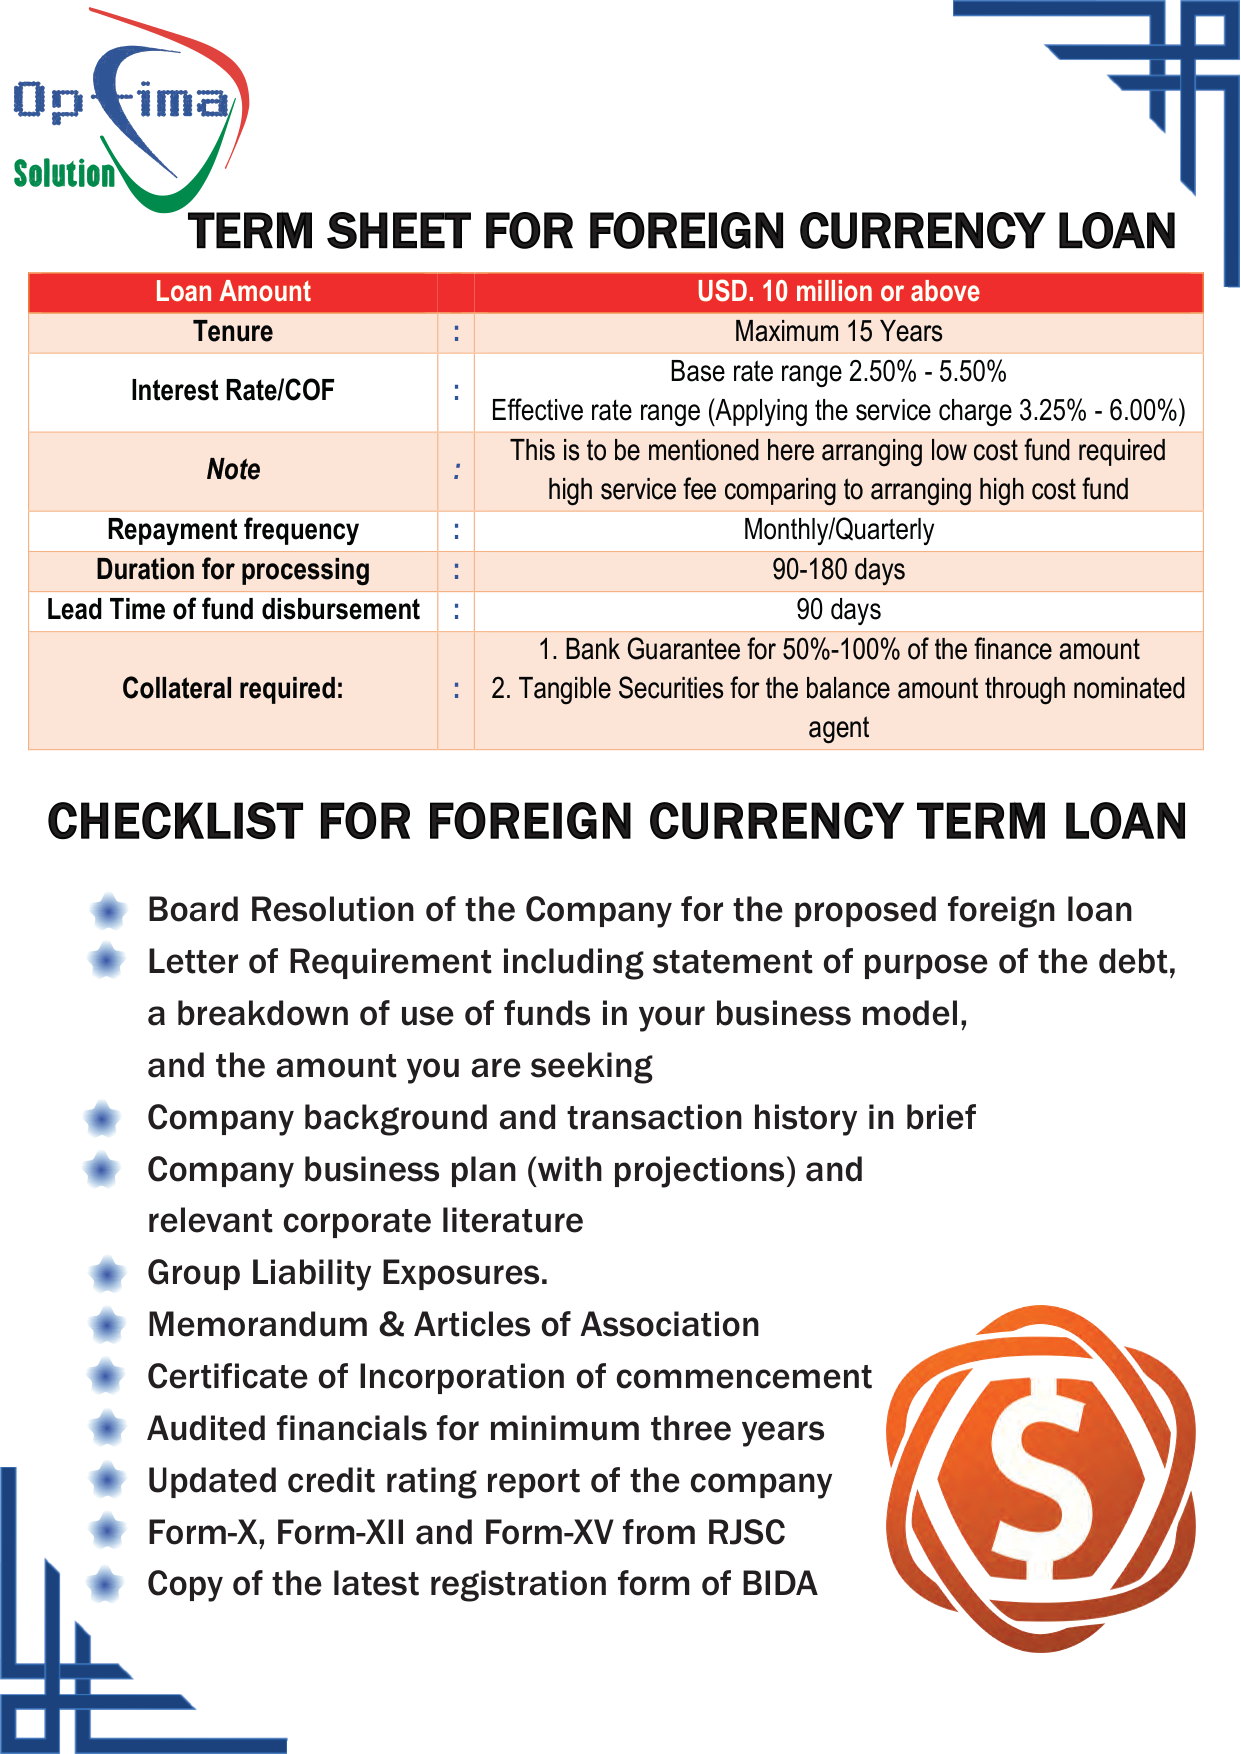 Optima
Solution
TERM SHEET FOR FOREIGN CURRENCY LOAN
Loan Amount USD. 10 million or above
Tenure : Maximum 15 Years
Interest Rate/COF : Base rate range 2.50% - 5.50%
Effective rate range (Applying the service charge 3.25% - 6.00%)
Note : This is to be mentioned here arranging low cost fund required
high service fee comparing to arranging high cost fund
Repayment frequency : Monthly/Quarterly
Duration for processing : 90-180 days
Lead Time of fund disbursement : 90 days
Collateral required: : 1. Bank Guarantee for 50%-100% of the finance amount
2. Tangible Securities for the balance amount through nominated
agent
CHECKLIST FOR FOREIGN CURRENCY TERM LOAN
Board Resolution of the Company for the proposed foreign loan
Letter of Requirement including statement of purpose of the debt,
a breakdown of use of funds in your business model,
and the amount you are seeking
Company background and transaction history in brief
Company business plan (with projections) and
relevant corporate literature
Group Liability Exposures.
Memorandum & Articles of Association
Certificate of Incorporation of commencement
Audited financials for minimum three years
Updated credit rating report of the company
Form-X, Form-XII and Form-XV from RJSC
Copy of the latest registration form of BIDA
$